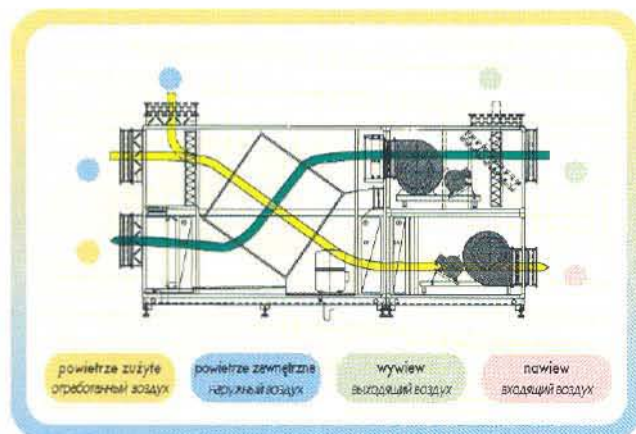 powietrze zużyte
отработанный воздух
powietrze zewnętrzne
наружный воздух
wywiew
выходящий воздух
nawiew
входящий воздух